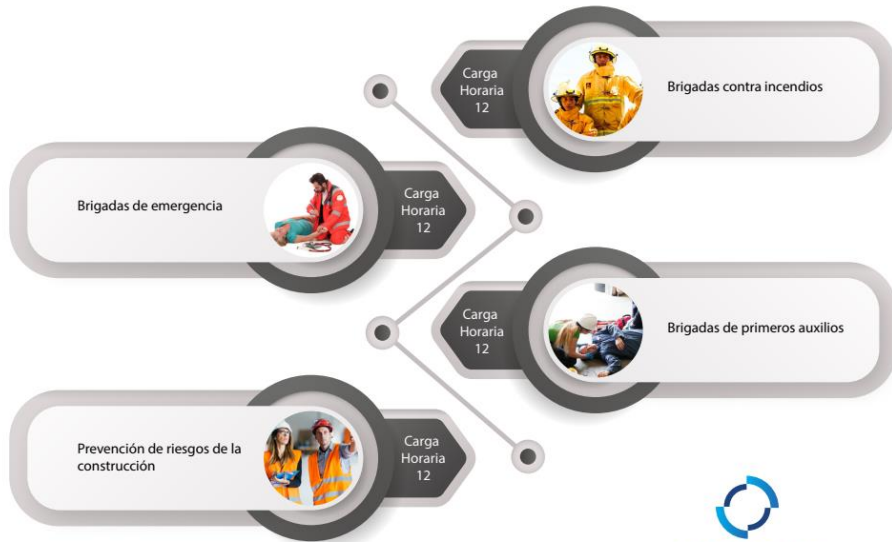 Carga
Horaria
12
Brigadas contra incendios
Brigadas de emergencia
Carga
Horaria
12
Carga
Horaria
12
Brigadas de primeros auxilios
Prevención de riesgos de la
construcción
Carga
Horaria
12